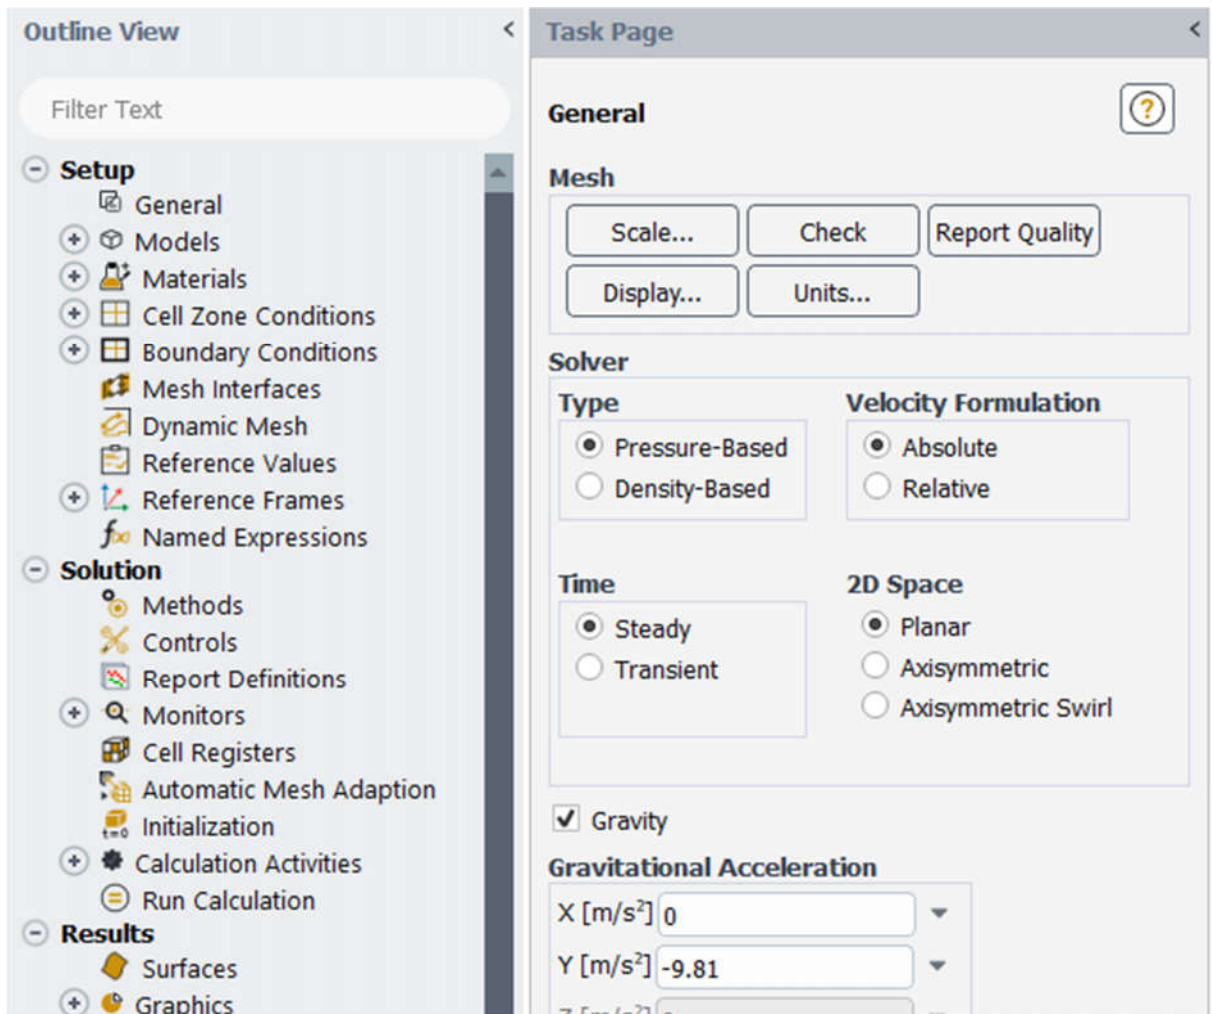 Outline View
Filter Text
Setup
General
Models
Materials
Cell Zone Conditions
Boundary Conditions
Mesh Interfaces
Dynamic Mesh
Reference Values
Reference Frames
Named Expressions
Solution
Methods
Controls
Report Definitions
Monitors
Cell Registers
Automatic Mesh Adaption
Initialization
Calculation Activities
Run Calculation
Results
Surfaces
Graphics
Task Page
General
Mesh
Scale... Check Report Quality
Display... Units...
Solver
Type Velocity Formulation
Pressure-Based Absolute
Density-Based Relative
Time 2D Space
Steady Planar
Transient Axisymmetric
Axisymmetric Swirl
Gravity
Gravitational Acceleration
X [m/s²] 0
Y [m/s²] -9.81